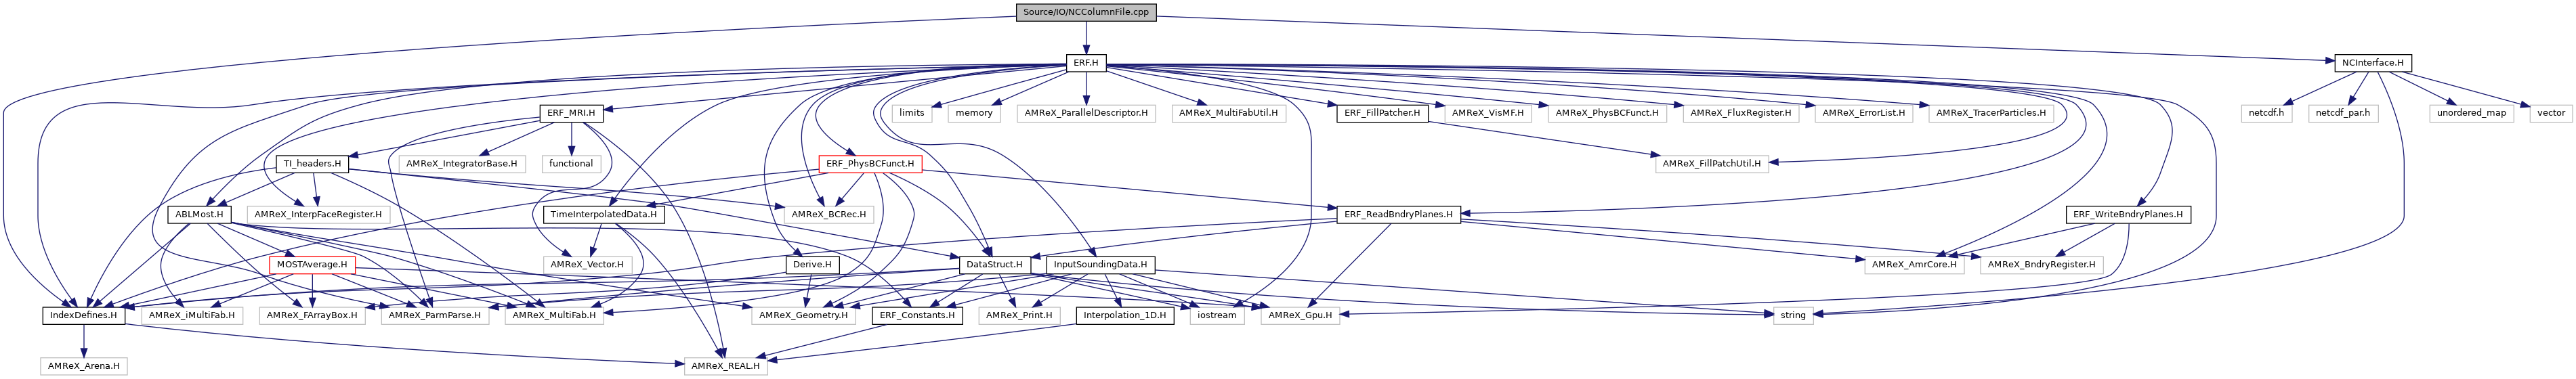 Source/IO/NCColumnFile.cpp
ERF.H
NCInterface.H
ERF_MRI.H
limits
memory
AMReX_ParallelDescriptor.H
AMReX_MultiFabUtil.H
ERF_FillPatcher.H
AMReX_VisMF.H
AMReX_PhysBCFunct.H
AMReX_FluxRegister.H
AMReX_ErrorList.H
AMReX_TracerParticles.H
netcdf.h
netcdf_par.h
unordered_map
vector
TI_headers.H
AMReX_IntegratorBase.H
functional
ERF_PhysBCFunct.H
AMReX_FillPatchUtil.H
ABLMost.H
AMReX_InterpFaceRegister.H
TimeInterpolatedData.H
AMReX_BCRec.H
ERF_ReadBndryPlanes.H
ERF_WriteBndryPlanes.H
MOSTAverage.H
AMReX_Vector.H
Derive.H
DataStruct.H
InputSoundingData.H
AMReX_AmrCore.H
AMReX_BndryRegister.H
IndexDefines.H
AMReX_iMultiFab.H
AMReX_FArrayBox.H
AMReX_ParmParse.H
AMReX_MultiFab.H
AMReX_Geometry.H
ERF_Constants.H
AMReX_Print.H
Interpolation_1D.H
iostream
AMReX_Gpu.H
string
AMReX_Arena.H
AMReX_REAL.H